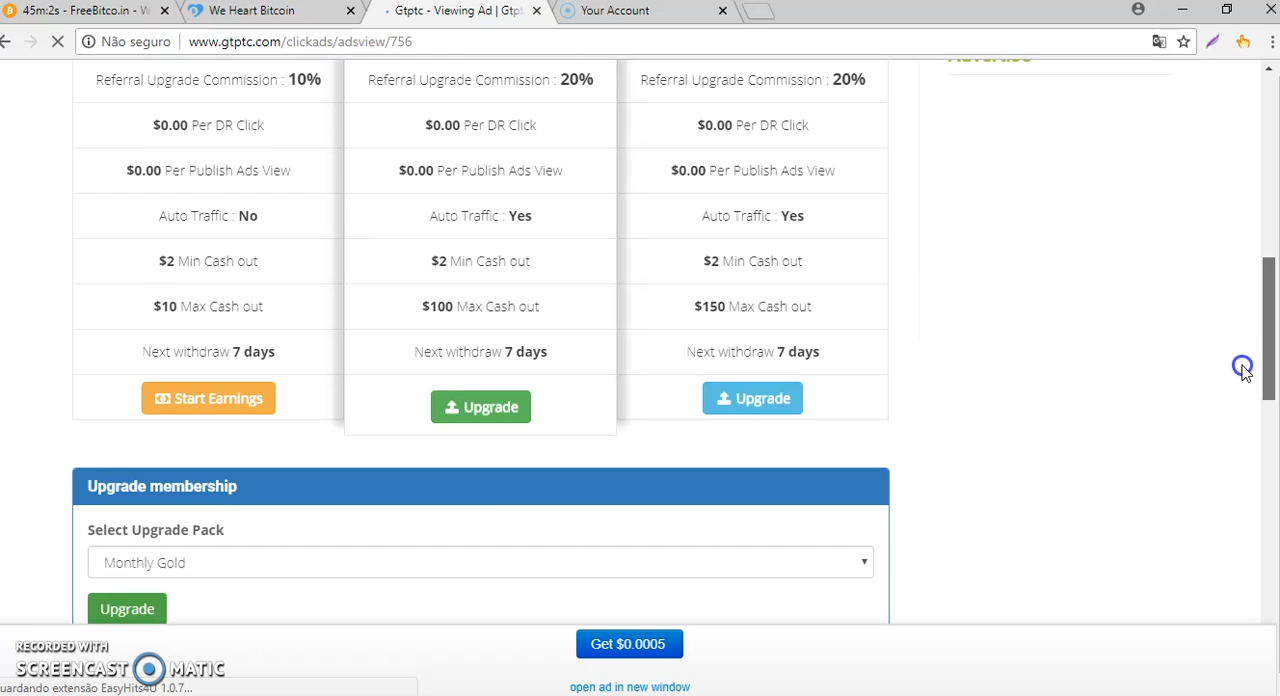 45m:2s - FreeBitco.in - W
We Heart Bitcoin
Gtptc - Viewing Ad | Gtp
Your Account
Não seguro | www.gtptc.com/clickads/adsview/756
Referral Upgrade Commission : 10%
Referral Upgrade Commission : 20%
Referral Upgrade Commission : 20%
$0.00 Per DR Click
$0.00 Per DR Click
$0.00 Per DR Click
$0.00 Per Publish Ads View
$0.00 Per Publish Ads View
$0.00 Per Publish Ads View
Auto Traffic : No
Auto Traffic : Yes
Auto Traffic : Yes
$2 Min Cash out
$2 Min Cash out
$2 Min Cash out
$10 Max Cash out
$100 Max Cash out
$150 Max Cash out
Next withdraw 7 days
Next withdraw 7 days
Next withdraw 7 days
Start Earnings
Upgrade
Upgrade
Upgrade membership
Select Upgrade Pack
Monthly Gold
Upgrade
Get $0.0005
open ad in new window
RECORDED WITH
SCREENCAST MATIC
uardando extensão EasyHits4U 1.0.7...